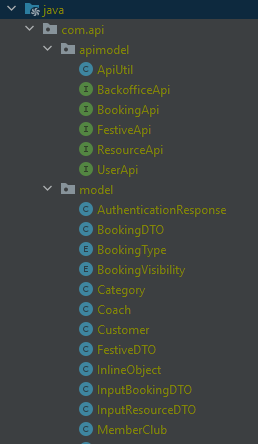 java
com.api
apimodel
C ApiUtil
I BackofficeApi
I BookingApi
I FestiveApi
I ResourceApi
I UserApi
model
C AuthenticationResponse
C BookingDTO
E BookingType
E BookingVisibility
C Category
C Coach
C Customer
C FestiveDTO
C InlineObject
C InputBookingDTO
C InputResourceDTO
C MemberClub